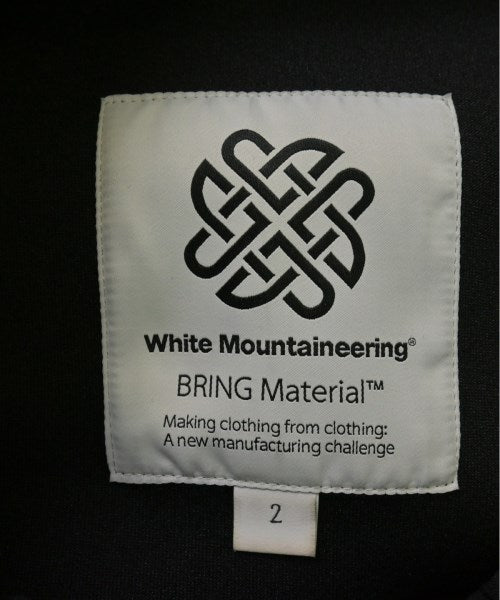 White Mountaineering®
BRING Material™
Making clothing from clothing:
A new manufacturing challenge
2